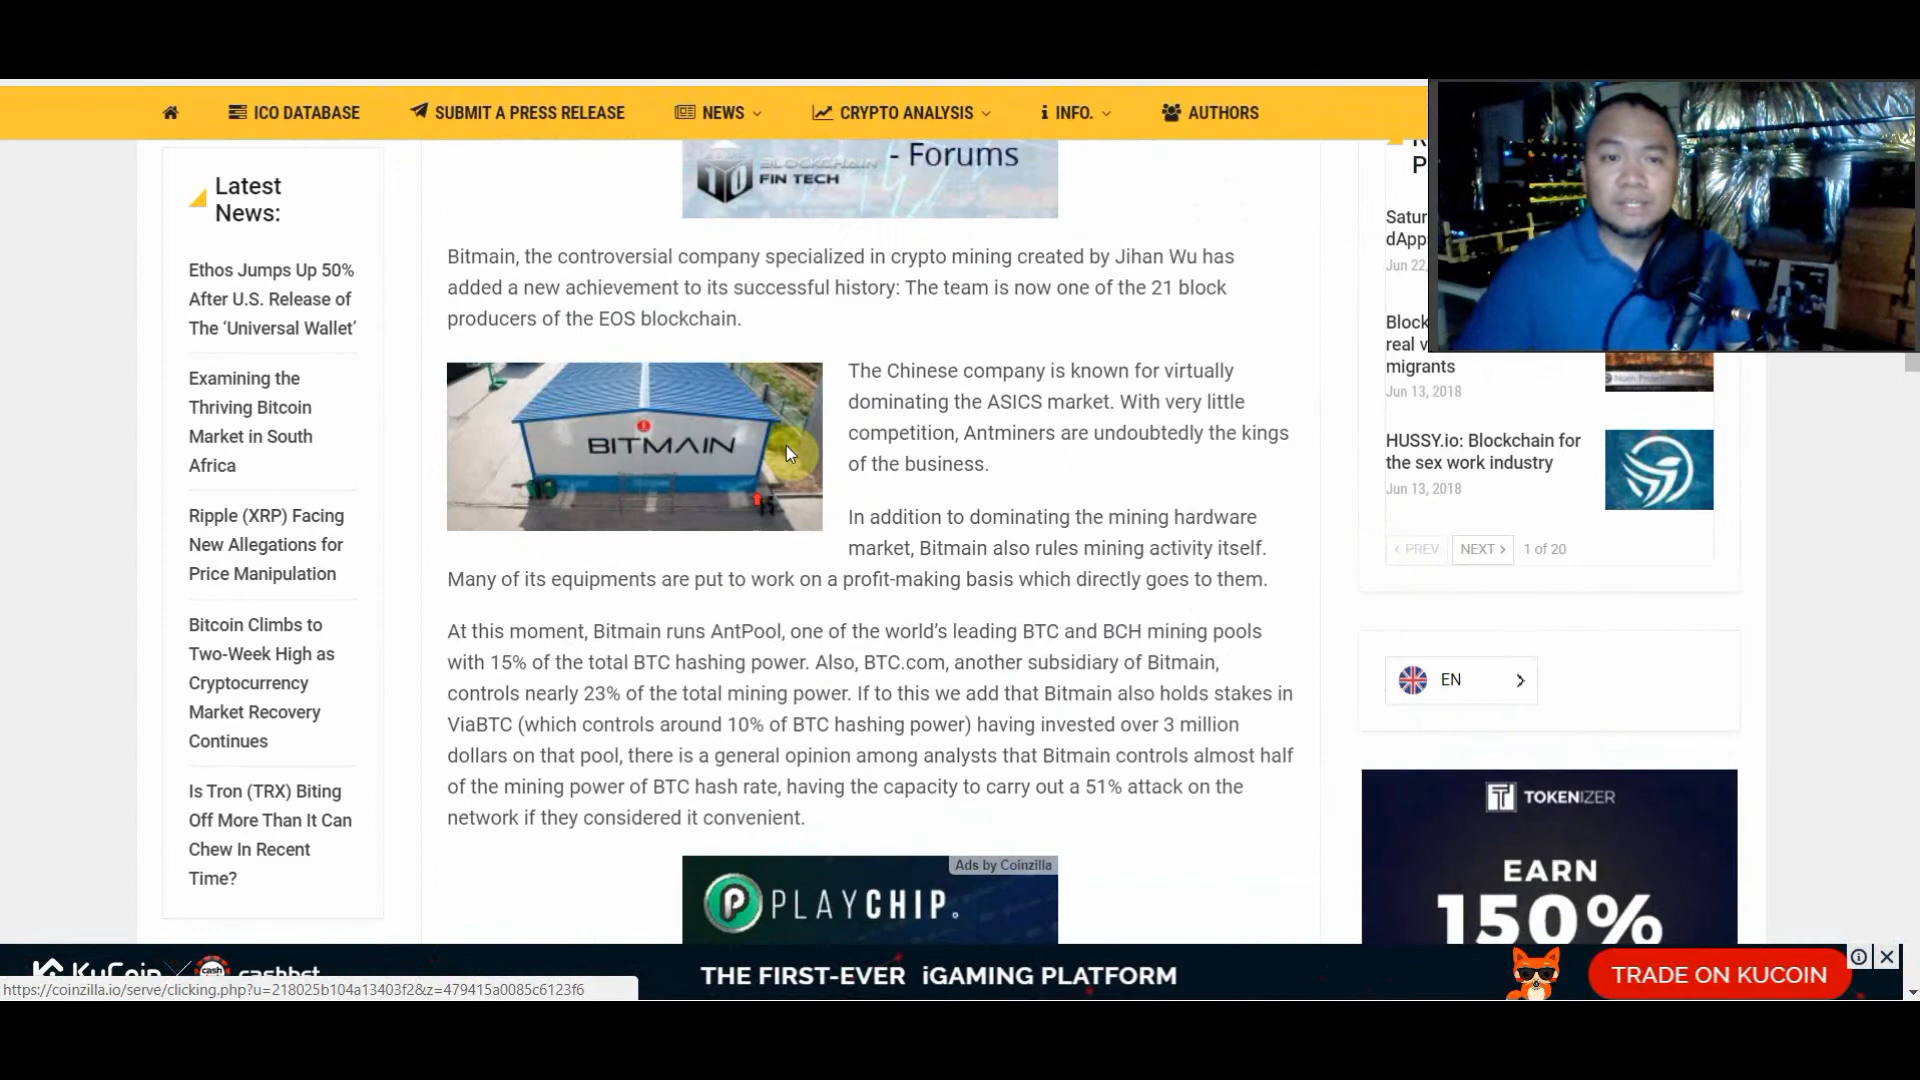 ICO DATABASE
SUBMIT A PRESS RELEASE
NEWS
CRYPTO ANALYSIS
INFO.
AUTHORS
Latest
News:
Ethos Jumps Up 50%
After U.S. Release of
The ‘Universal Wallet’
Examining the
Thriving Bitcoin
Market in South
Africa
Ripple (XRP) Facing
New Allegations for
Price Manipulation
Bitcoin Climbs to
Two-Week High as
Cryptocurrency
Market Recovery
Continues
Is Tron (TRX) Biting
Off More Than It Can
Chew In Recent
Time?
BLOCKCHAIN
FIN TECH
- Forums
Bitmain, the controversial company specialized in crypto mining created by Jihan Wu has
added a new achievement to its successful history: The team is now one of the 21 block
producers of the EOS blockchain.
BITMAIN
The Chinese company is known for virtually
dominating the ASICS market. With very little
competition, Antminers are undoubtedly the kings
of the business.
In addition to dominating the mining hardware
market, Bitmain also rules mining activity itself.
Many of its equipments are put to work on a profit-making basis which directly goes to them.
At this moment, Bitmain runs AntPool, one of the world’s leading BTC and BCH mining pools
with 15% of the total BTC hashing power. Also, BTC.com, another subsidiary of Bitmain,
controls nearly 23% of the total mining power. If to this we add that Bitmain also holds stakes in
ViaBTC (which controls around 10% of BTC hashing power) having invested over 3 million
dollars on that pool, there is a general opinion among analysts that Bitmain controls almost half
of the mining power of BTC hash rate, having the capacity to carry out a 51% attack on the
network if they considered it convenient.
Ads by Coinzilla
PLAYCHIP.
P
Satur
dApp
Jun 22,
Block
real v
migrants
Jun 13, 2018
HUSSY.io: Blockchain for
the sex work industry
Jun 13, 2018
PREV
NEXT
1 of 20
EN
TOKENIZER
EARN
150%
KuCoin
cash
cashbet
THE FIRST-EVER iGAMING PLATFORM
TRADE ON KUCOIN
https://coinzilla.io/serve/clicking.php?u=218025b104a13403f2&z=479415a0085c6123f6